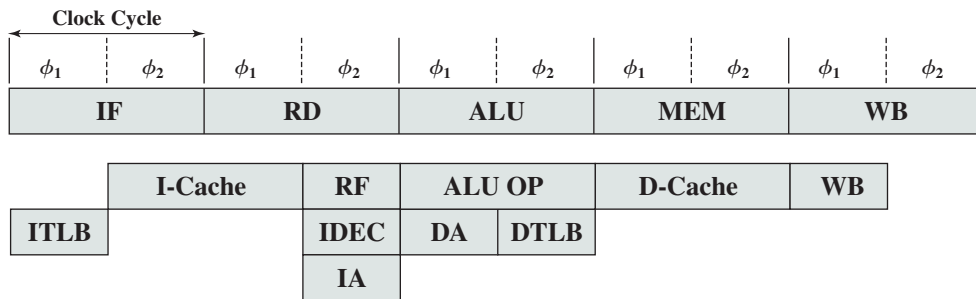 Clock Cycle
ϕ1 ϕ2 ϕ1 ϕ2 ϕ1 ϕ2 ϕ1 ϕ2 ϕ1 ϕ2
IF RD ALU MEM WB
I-Cache RF ALU OP D-Cache WB
ITLB IDEC DA DTLB
IA